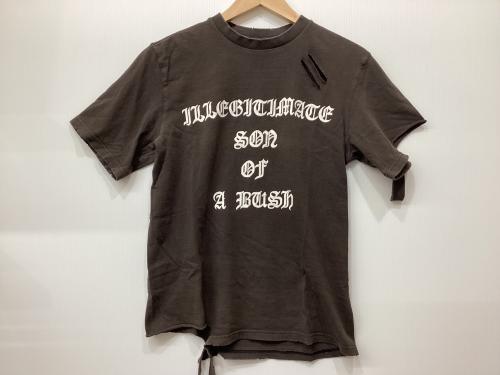 ILLEGITIMATE
SON
OF
A BUSH